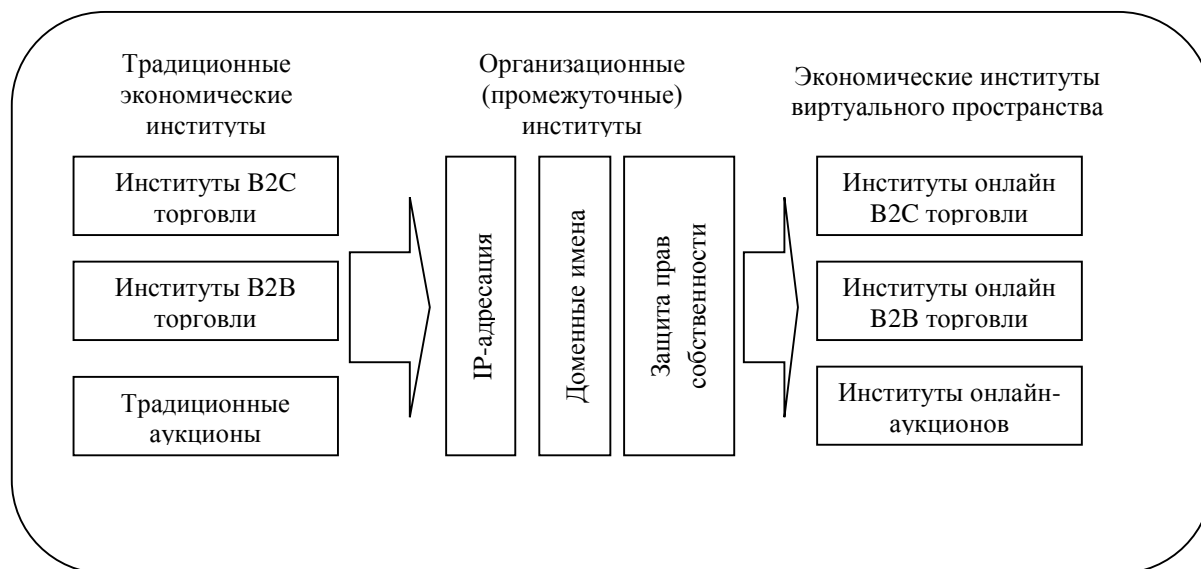 Традиционные
экономические
институты
Институты B2C
торговли
Институты B2B
торговли
Традиционные
аукционы
Организационные
(промежуточные)
институты
IP-адресация
Доменные имена
Защита прав
собственности
Экономические институты
виртуального пространства
Институты онлайн
B2C торговли
Институты онлайн
B2B торговли
Институты онлайн-
аукционов